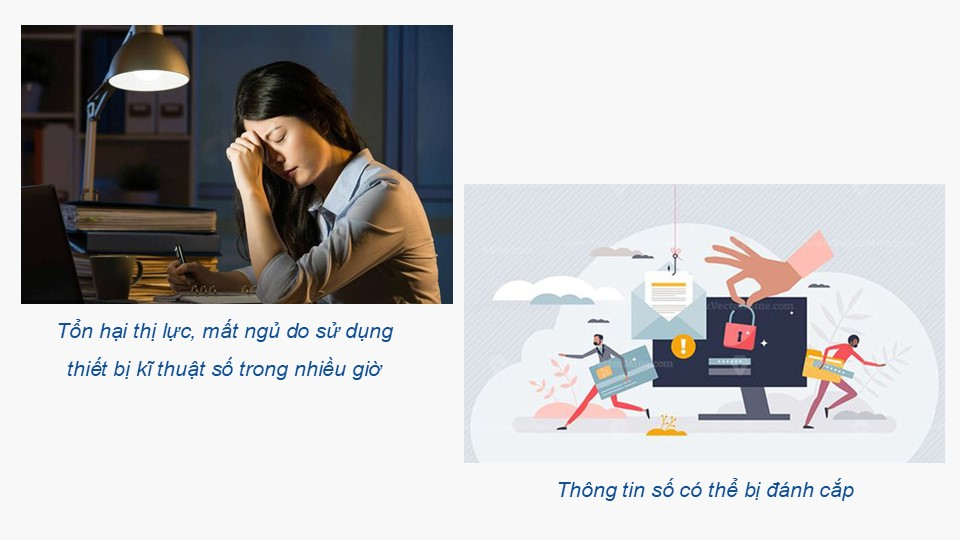 Tổn hại thị lực, mất ngủ do sử dụng
thiết bị kĩ thuật số trong nhiều giờ
Thông tin số có thể bị đánh cắp